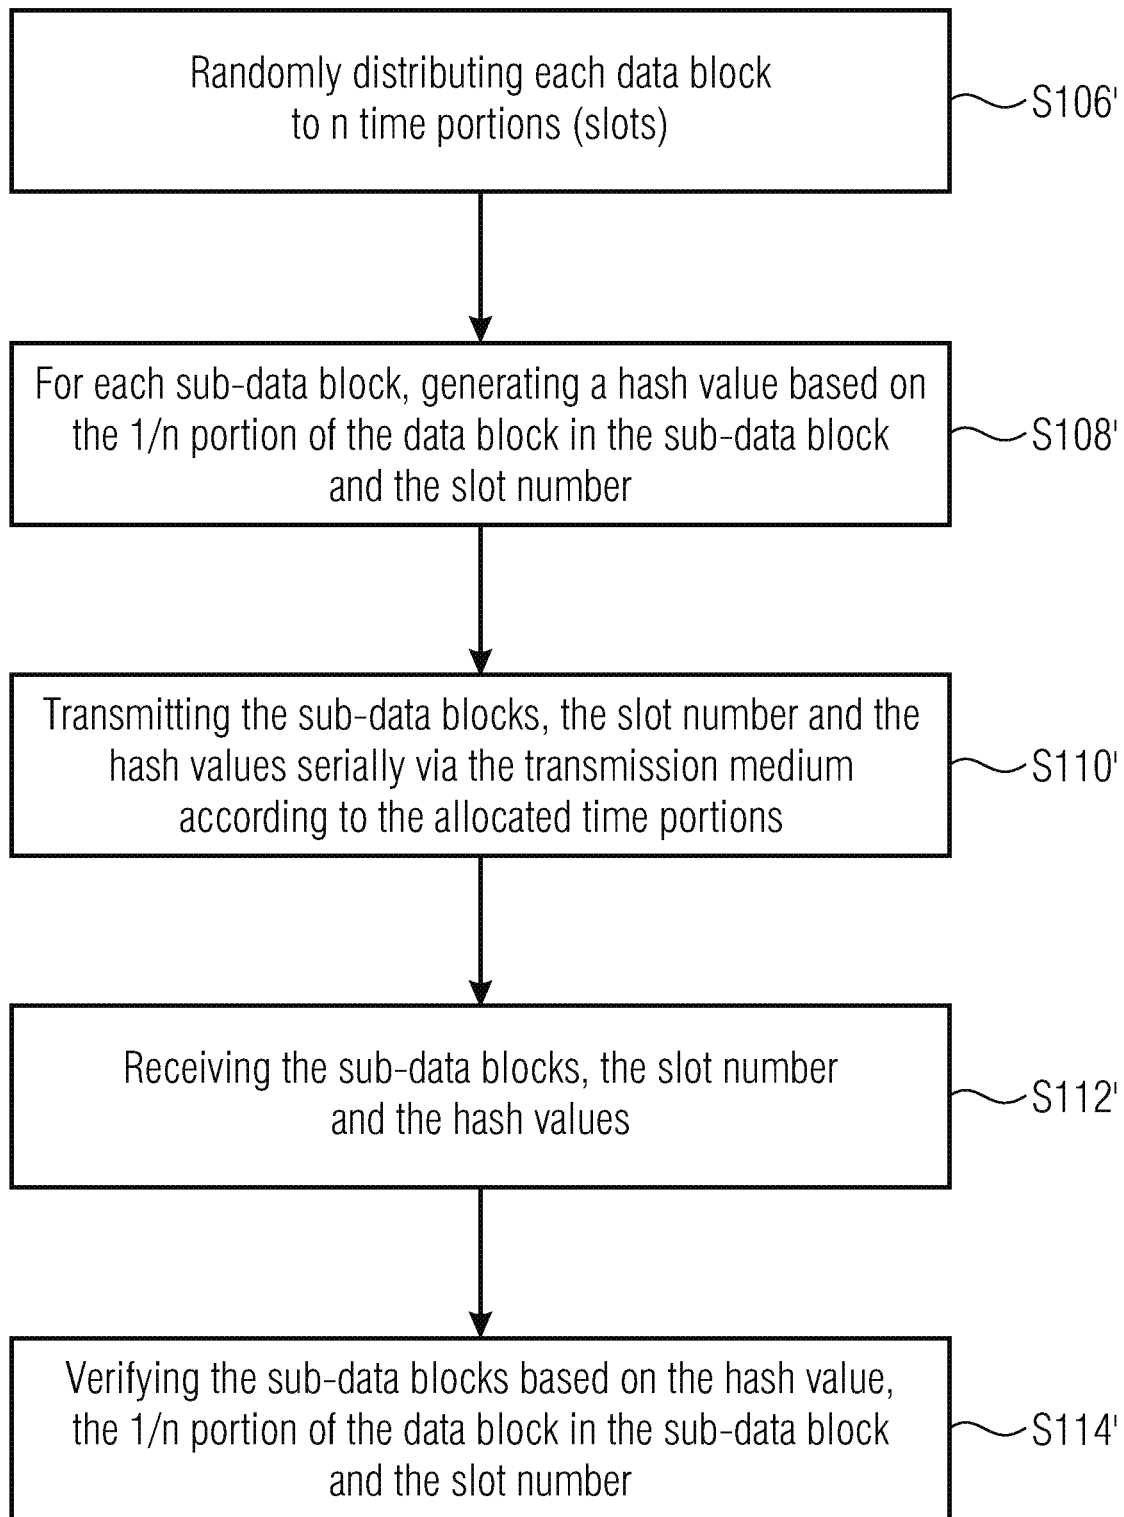 Randomly distributing each data block
to n time portions (slots)
S106'
For each sub-data block, generating a hash value based on
the 1/n portion of the data block in the sub-data block
and the slot number
S108'
Transmitting the sub-data blocks, the slot number and the
hash values serially via the transmission medium
according to the allocated time portions
S110'
Receiving the sub-data blocks, the slot number
and the hash values
S112'
Verifying the sub-data blocks based on the hash value,
the 1/n portion of the data block in the sub-data block
and the slot number
S114'